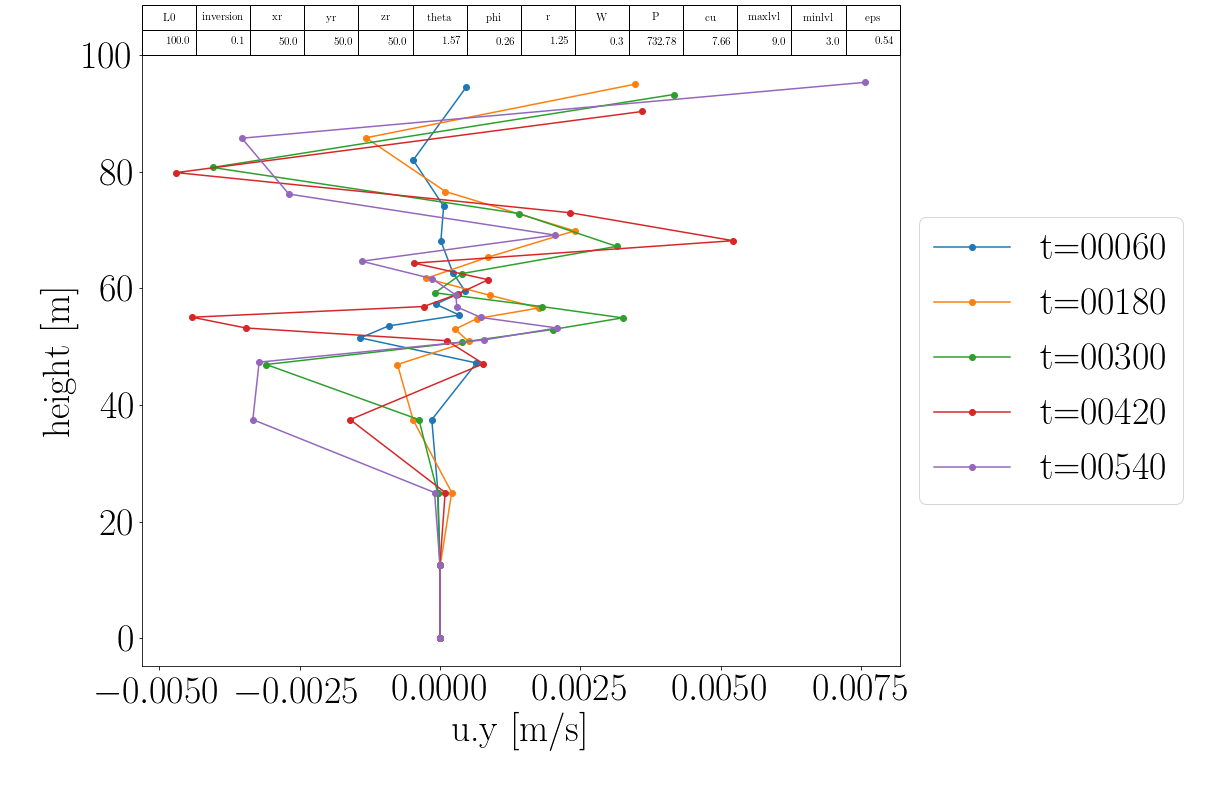 L0 inversion xr yr zr theta phi r W P cu maxlvl minlvl eps
100.0 0.1 50.0 50.0 50.0 1.57 0.26 1.25 0.3 732.78 7.66 9.0 3.0 0.54
100
80
60
40
20
0
height [m]
−0.0050 −0.0025 0.0000 0.0025 0.0050 0.0075
u.y [m/s]
t=00060
t=00180
t=00300
t=00420
t=00540